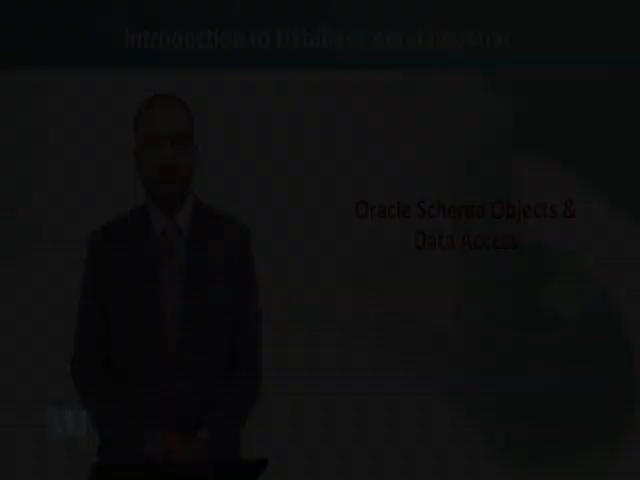 Introduction to Database
Oracle Schema Objects &
Data Access